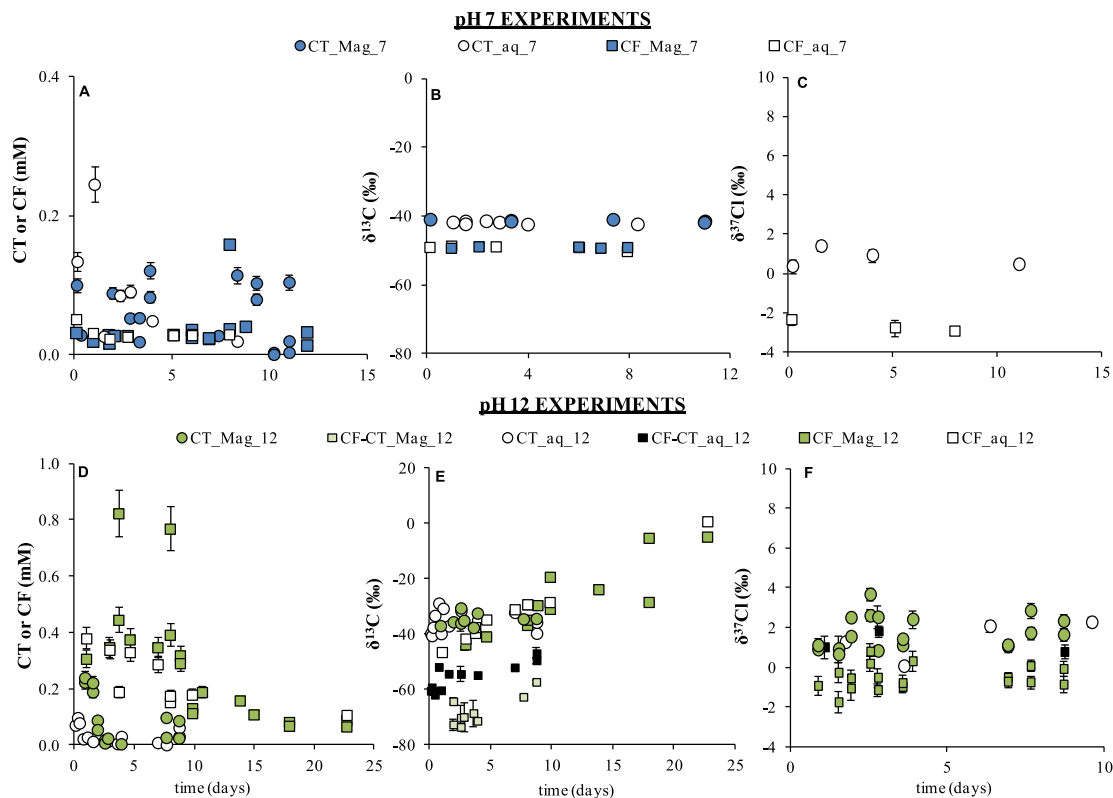 pH 7 EXPERIMENTS
CT_Mag_7 CT_aq_7 CF_Mag_7 CF_aq_7
A
CT or CF (mM)
0.4
0.2
0.0
0 5 10 15
B
δ¹³C (‰)
0
-20
-40
-60
-80
0 4 8 12
C
δ³⁷Cl (‰)
10
8
6
4
2
0
-2
-4
0 5 10 15
pH 12 EXPERIMENTS
CT_Mag_12 CF-CT_Mag_12 CT_aq_12 CF-CT_aq_12 CF_Mag_12 CF_aq_12
D
CT or CF (mM)
1.0
0.8
0.6
0.4
0.2
0.0
0 5 10 15 20 25
time (days)
E
δ¹³C (‰)
20
0
-20
-40
-60
-80
0 5 10 15 20 25
time (days)
F
δ³⁷Cl (‰)
10
8
6
4
2
0
-2
-4
0 5 10
time (days)